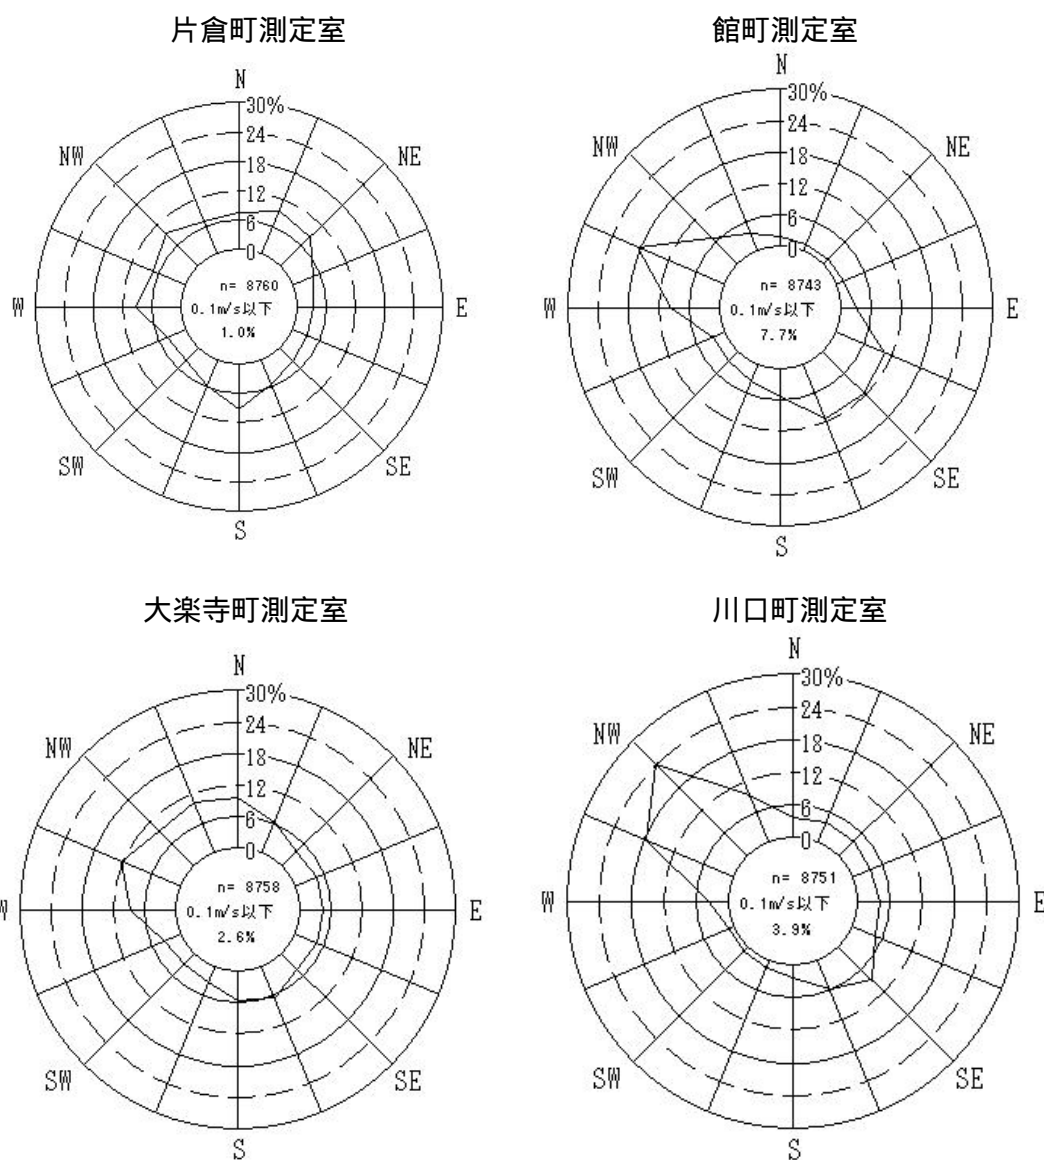 片倉町測定室
N
30%
24
18
12
6
0
NW
NE
W
E
n= 8760
0.1m/s以下
1.0%
SW
SE
S
館町測定室
N
30%
24
18
12
6
0
NW
NE
W
E
n= 8743
0.1m/s以下
7.7%
SW
SE
S
大楽寺町測定室
N
30%
24
18
12
6
0
NW
NE
W
E
n= 8758
0.1m/s以下
2.6%
SW
SE
S
川口町測定室
N
30%
24
18
12
6
0
NW
NE
W
E
n= 8751
0.1m/s以下
3.9%
SW
SE
S